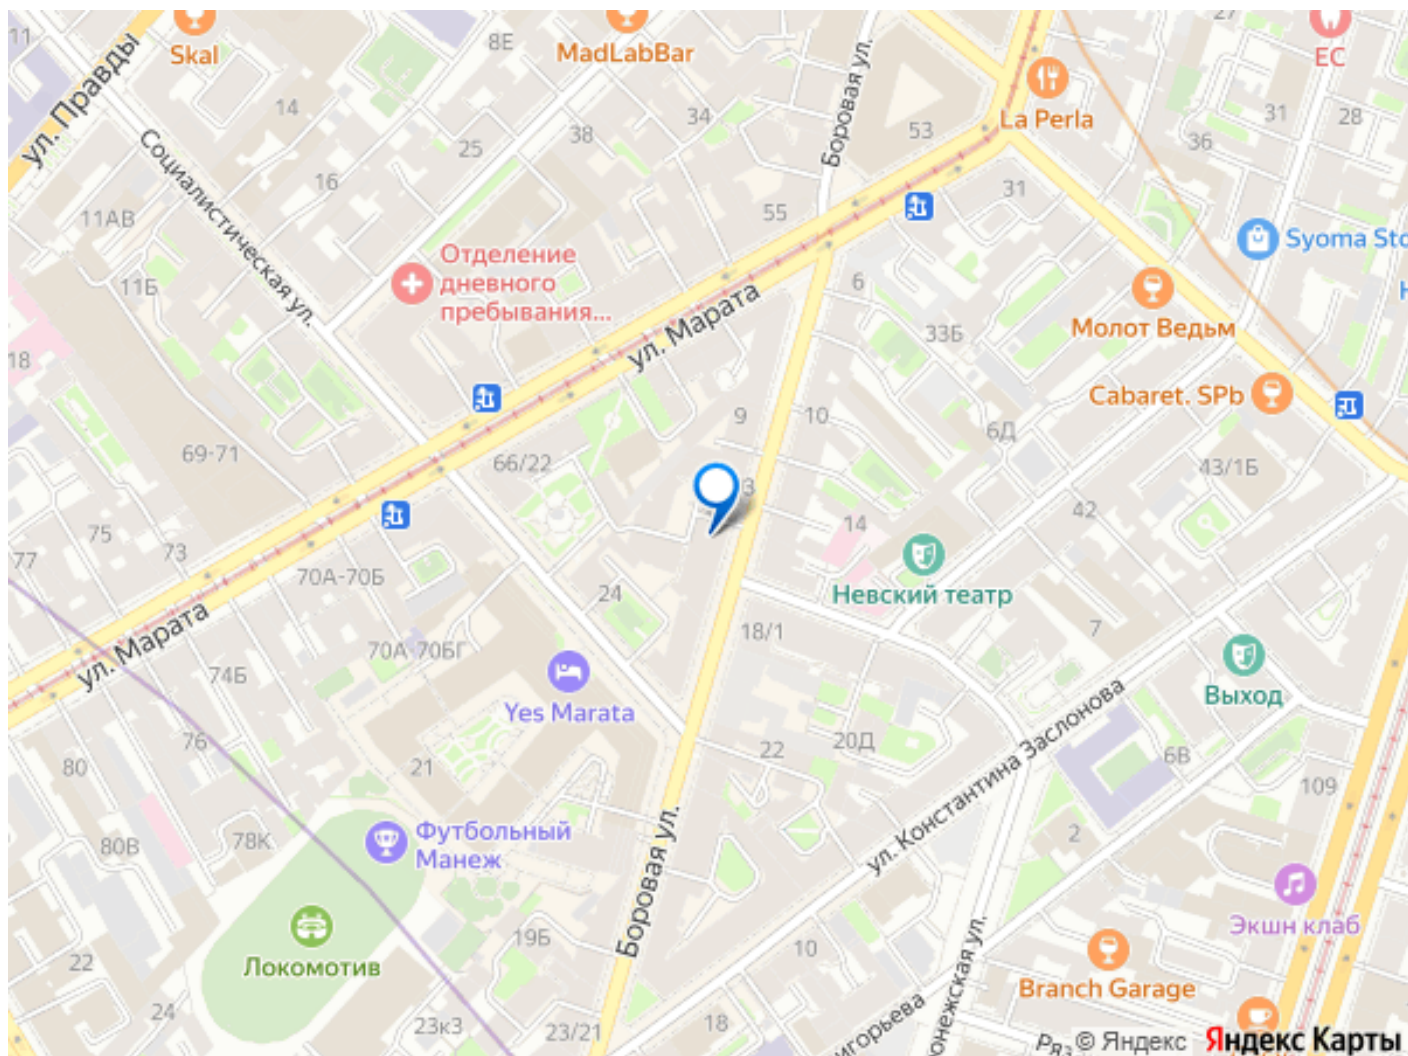 11
Skal
8Е
MadLabBar
27
ЕС
ул. Правды
14
34
38
Боровая ул.
La Perla
53
31
28
36
25
Социалистическая ул.
16
11АВ
55
31
Syoma Sto
Отделение
дневного
пребывания...
11Б
6
Молот Ведьм
33Б
ул. Марата
18
Cabaret. SPb
9
10
6Д
69-71
66/22
43/1Б
3
42
14
75
73
77
70А-70Б
Невский театр
24
18/1
7
ул. Марата
70А-70БГ
74Б
Выход
Yes Marata
ул. Константина Заслонова
76
22
20Д
6В
80
21
109
Футбольный
Манеж
78К
80В
2
Экшн клаб
Боровая ул.
19Б
10
Локомотив
22
Branch Garage
24
23к3
23/21
18
© Яндекс
Яндекс Карты